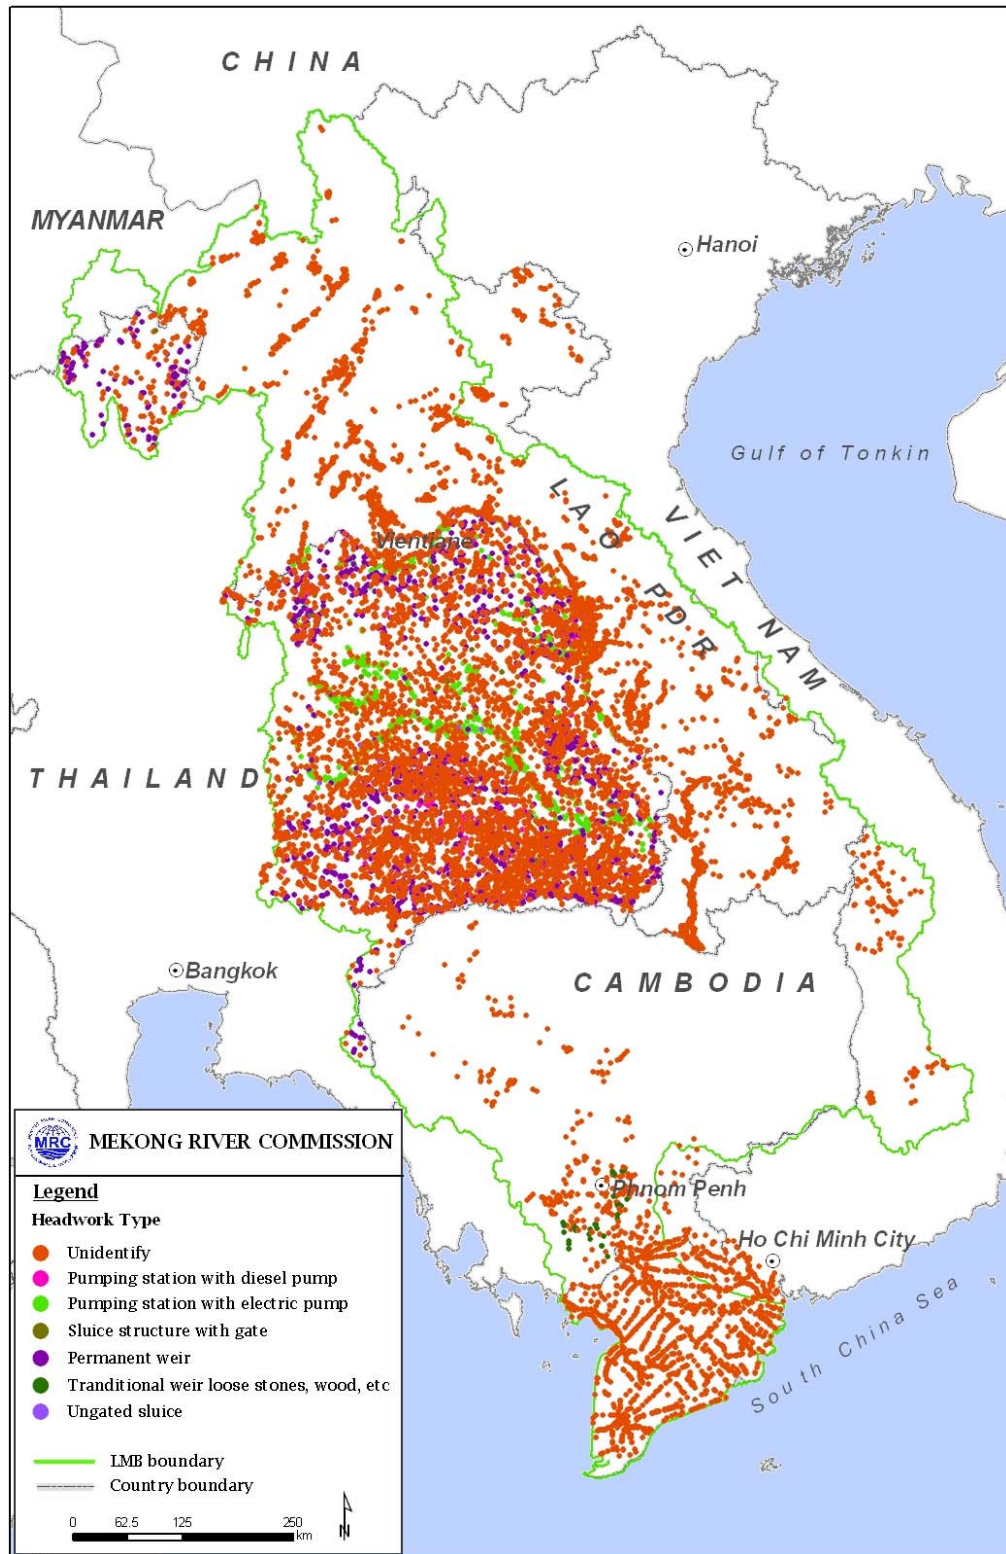 CHINA
MYANMAR
Hanoi
Gulf of Tonkin
LAO PDR
VIET NAM
Vientiane
THAILAND
Bangkok
CAMBODIA
Phnom Penh
Ho Chi Minh City
South China Sea
MRC
MEKONG RIVER COMMISSION
Legend
Headwork Type
Unidentify
Pumping station with diesel pump
Pumping station with electric pump
Sluice structure with gate
Permanent weir
Tranditional weir loose stones, wood, etc
Ungated sluice
LMB boundary
Country boundary
0 62.5 125 250
km
N